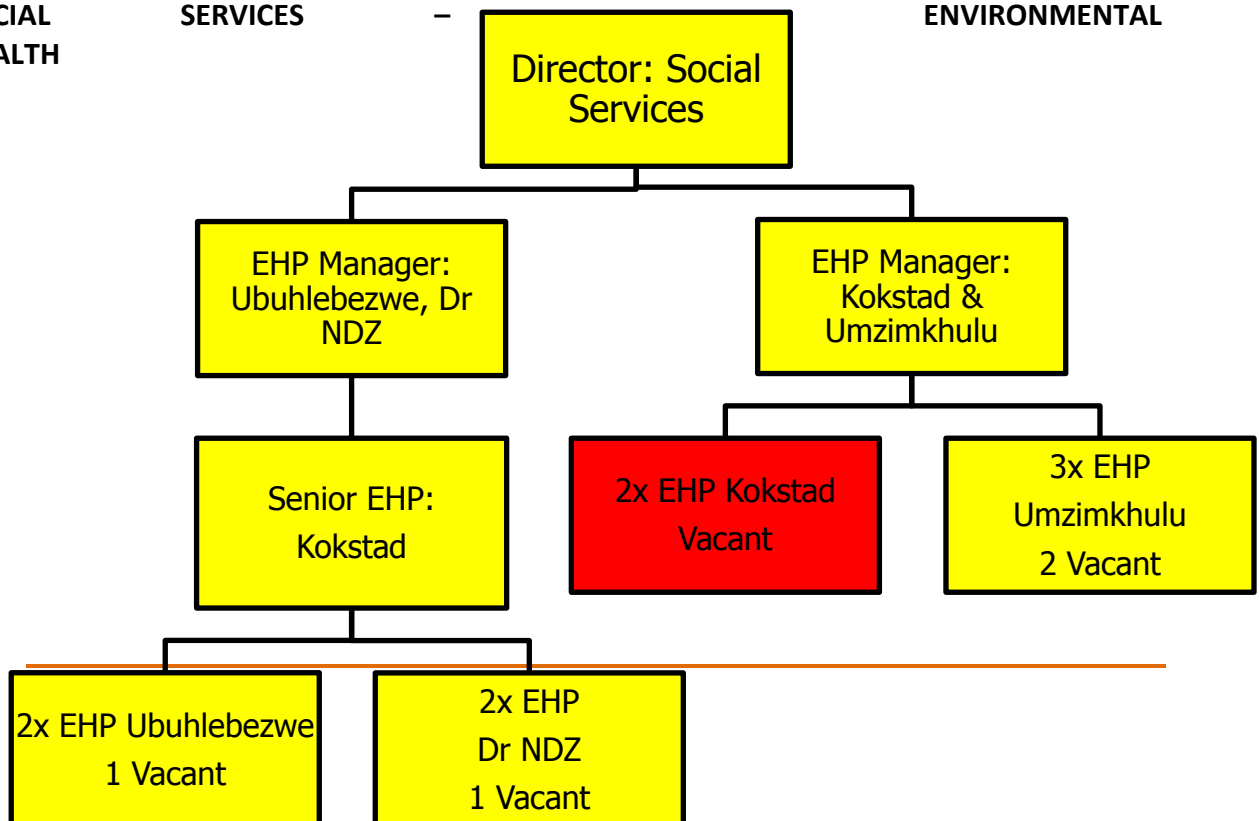 CIAL SERVICES – ENVIRONMENTAL
ALTH
Director: Social
Services
EHP Manager:
Ubuhlebezwe, Dr
NDZ
EHP Manager:
Kokstad &
Umzimkhulu
Senior EHP:
Kokstad
2x EHP Kokstad
Vacant
3x EHP
Umzimkhulu
2 Vacant
2x EHP Ubuhlebezwe
1 Vacant
2x EHP
Dr NDZ
1 Vacant